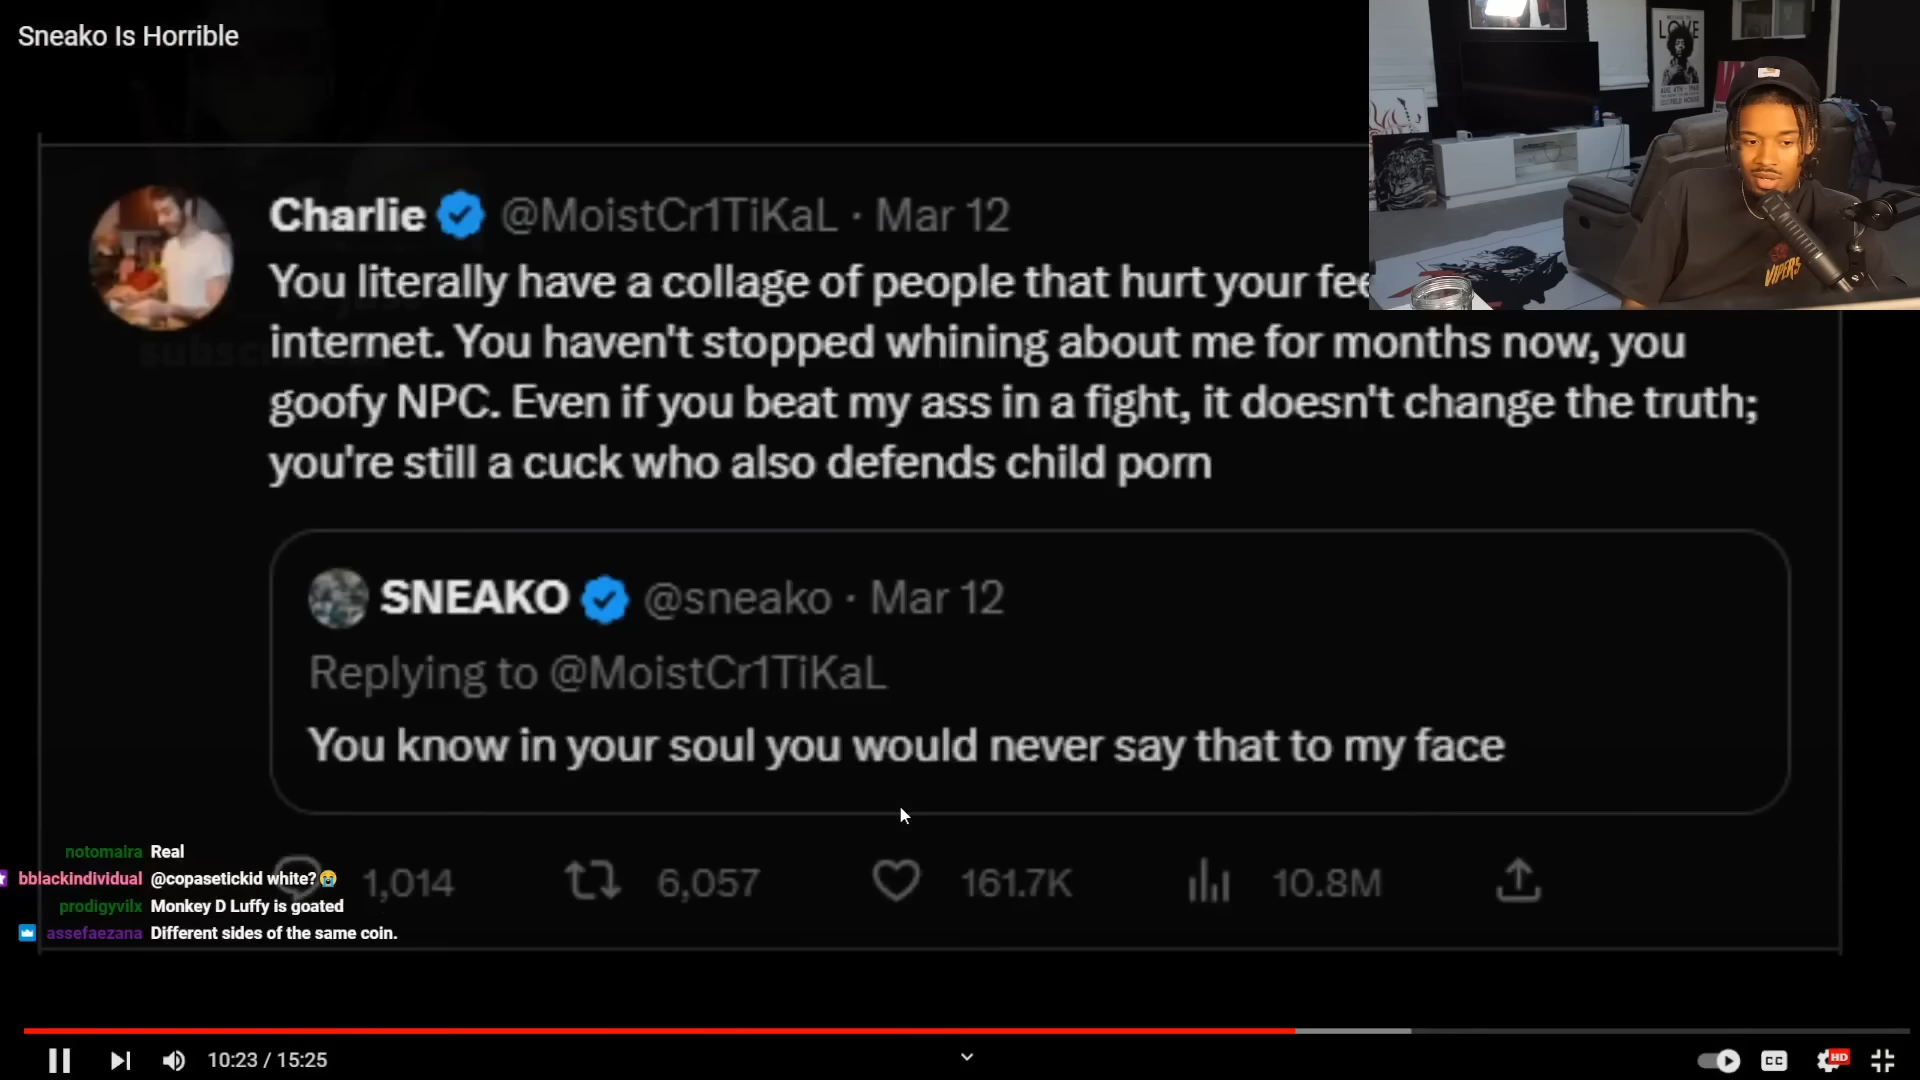 Sneako Is Horrible
LOVE
Charlie @MoistCr1TiKaL · Mar 12
You literally have a collage of people that hurt your fee
internet. You haven't stopped whining about me for months now, you
goofy NPC. Even if you beat my ass in a fight, it doesn't change the truth;
you're still a cuck who also defends child porn
VIPERS
SNEAKO @sneako · Mar 12
Replying to @MoistCr1TiKaL
You know in your soul you would never say that to my face
1,014 6,057 161.7K 10.8M
notomaira Real
bblackindividual @copasetickid white?😭
prodigyvilx Monkey D Luffy is goated
assefaezana Different sides of the same coin.
10:23 / 15:25
CC
HD